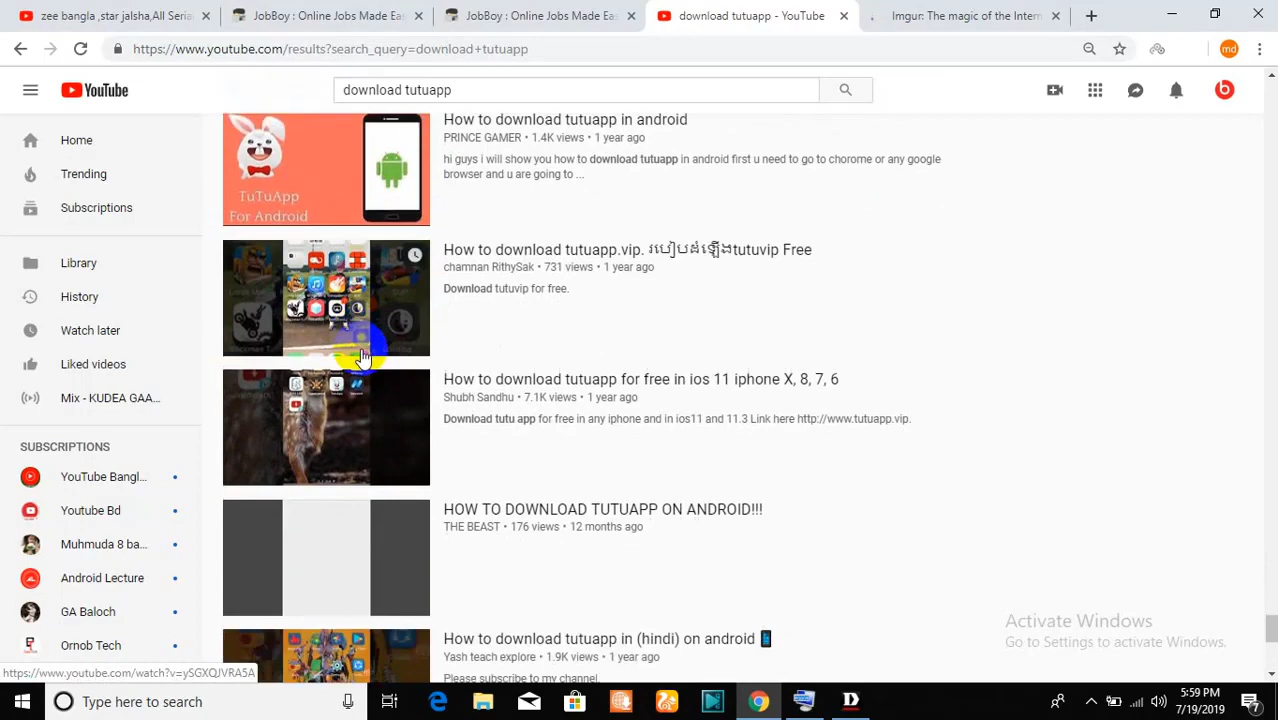 zee bangla ,star jalsha,All Seria
JobBoy : Online Jobs Made Ea
JobBoy : Online Jobs Made Eas
download tutuapp - YouTube
Imgur: The magic of the Intern
https://www.youtube.com/results?search_query=download+tutuapp
md
YouTube
download tutuapp
b
Home
Trending
Subscriptions
Library
History
Watch later
Liked videos
Mix - KUDEA GAA...
SUBSCRIPTIONS
YouTube Bangl...
Youtube Bd
Muhmuda 8 ba...
Android Lecture
GA Baloch
Ornob Tech
TuTuApp
For Android
How to download tutuapp in android
PRINCE GAMER • 1.4K views • 1 year ago
hi guys i will show you how to download tutuapp in android first u need to go to chorome or any google
browser and u are going to ...
How to download tutuapp.vip. របៀបដំឡើងtutuvip Free
chamnan RithySak • 731 views • 1 year ago
Download tutuvip for free.
How to download tutuapp for free in ios 11 iphone X, 8, 7, 6
Shubh Sandhu • 7.1K views • 1 year ago
Download tutu app for free in any iphone and in ios11 and 11.3 Link here http://www.tutuapp.vip.
HOW TO DOWNLOAD TUTUAPP ON ANDROID!!!
THE BEAST • 176 views • 12 months ago
How to download tutuapp in (hindi) on android
Yash teach explore • 1.9K views • 1 year ago
Please subscribe to my channel.
Activate Windows
Go to Settings to activate Windows.
https://www.youtube.com/watch?v=ySGXQJVRA5A
Type here to search
5:59 PM
7/19/2019
7